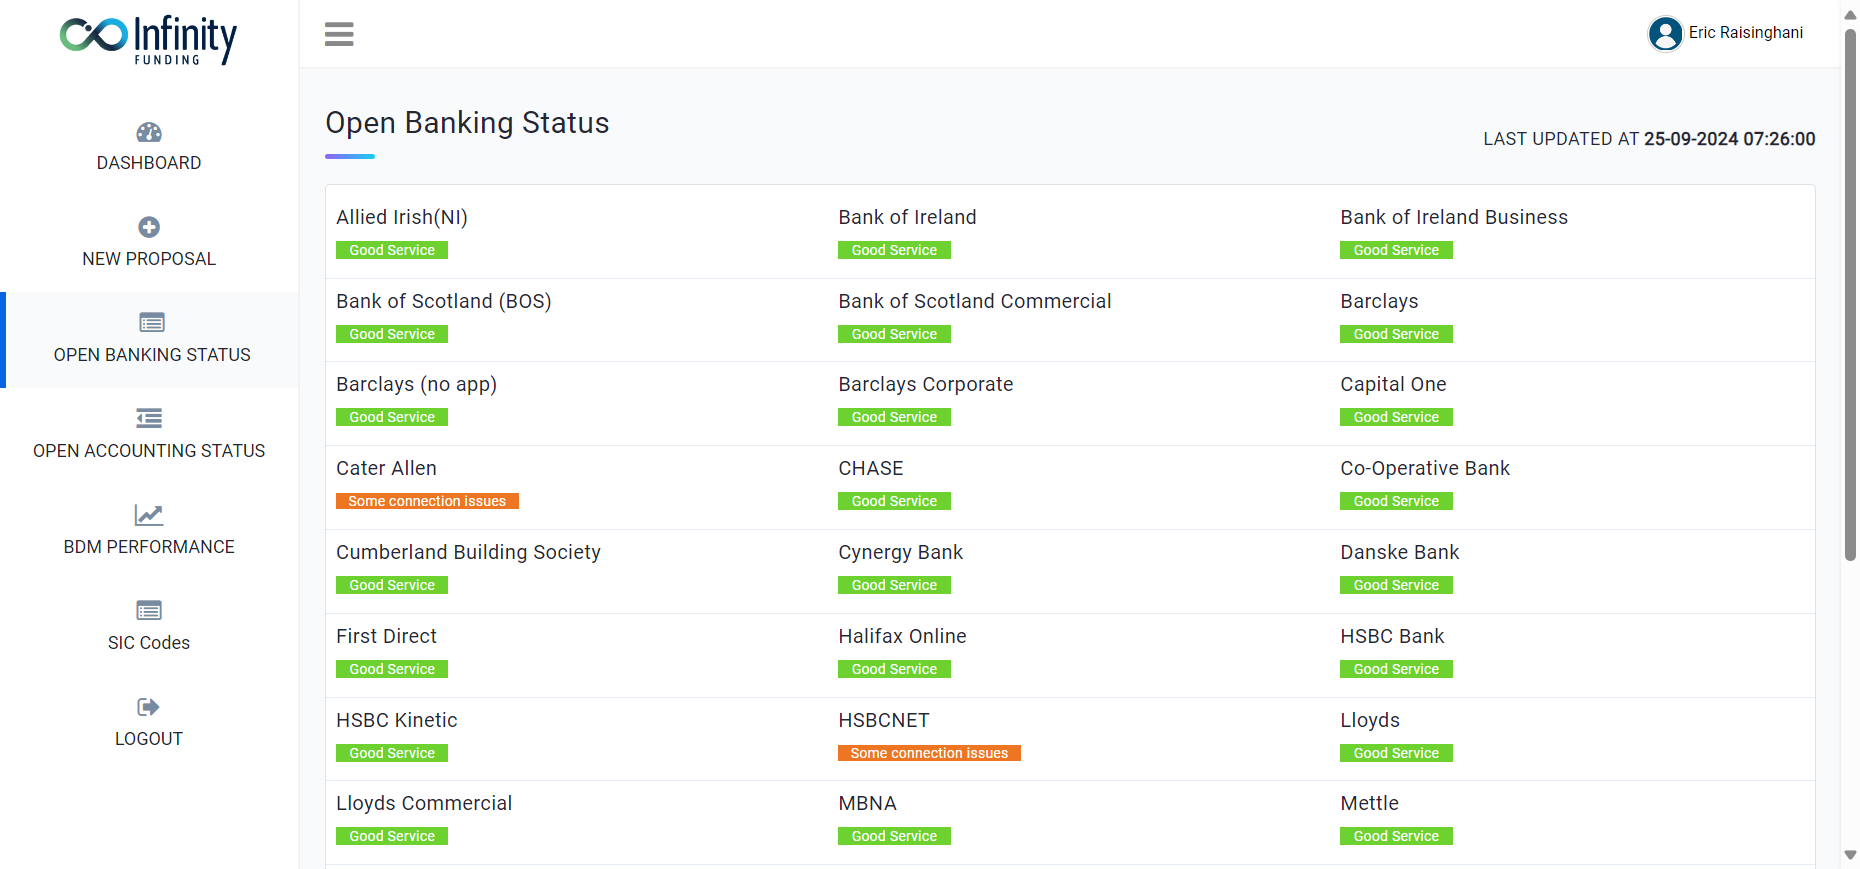 Infinity
FUNDING
Eric Raisinghani
DASHBOARD
NEW PROPOSAL
OPEN BANKING STATUS
OPEN ACCOUNTING STATUS
BDM PERFORMANCE
SIC Codes
LOGOUT
Open Banking Status
LAST UPDATED AT 25-09-2024 07:26:00
Allied Irish(NI) Bank of Ireland Bank of Ireland Business
Good Service Good Service Good Service
Bank of Scotland (BOS) Bank of Scotland Commercial Barclays
Good Service Good Service Good Service
Barclays (no app) Barclays Corporate Capital One
Good Service Good Service Good Service
Cater Allen CHASE Co-Operative Bank
Some connection issues Good Service Good Service
Cumberland Building Society Cynergy Bank Danske Bank
Good Service Good Service Good Service
First Direct Halifax Online HSBC Bank
Good Service Good Service Good Service
HSBC Kinetic HSBCNET Lloyds
Good Service Some connection issues Good Service
Lloyds Commercial MBNA Mettle
Good Service Good Service Good Service